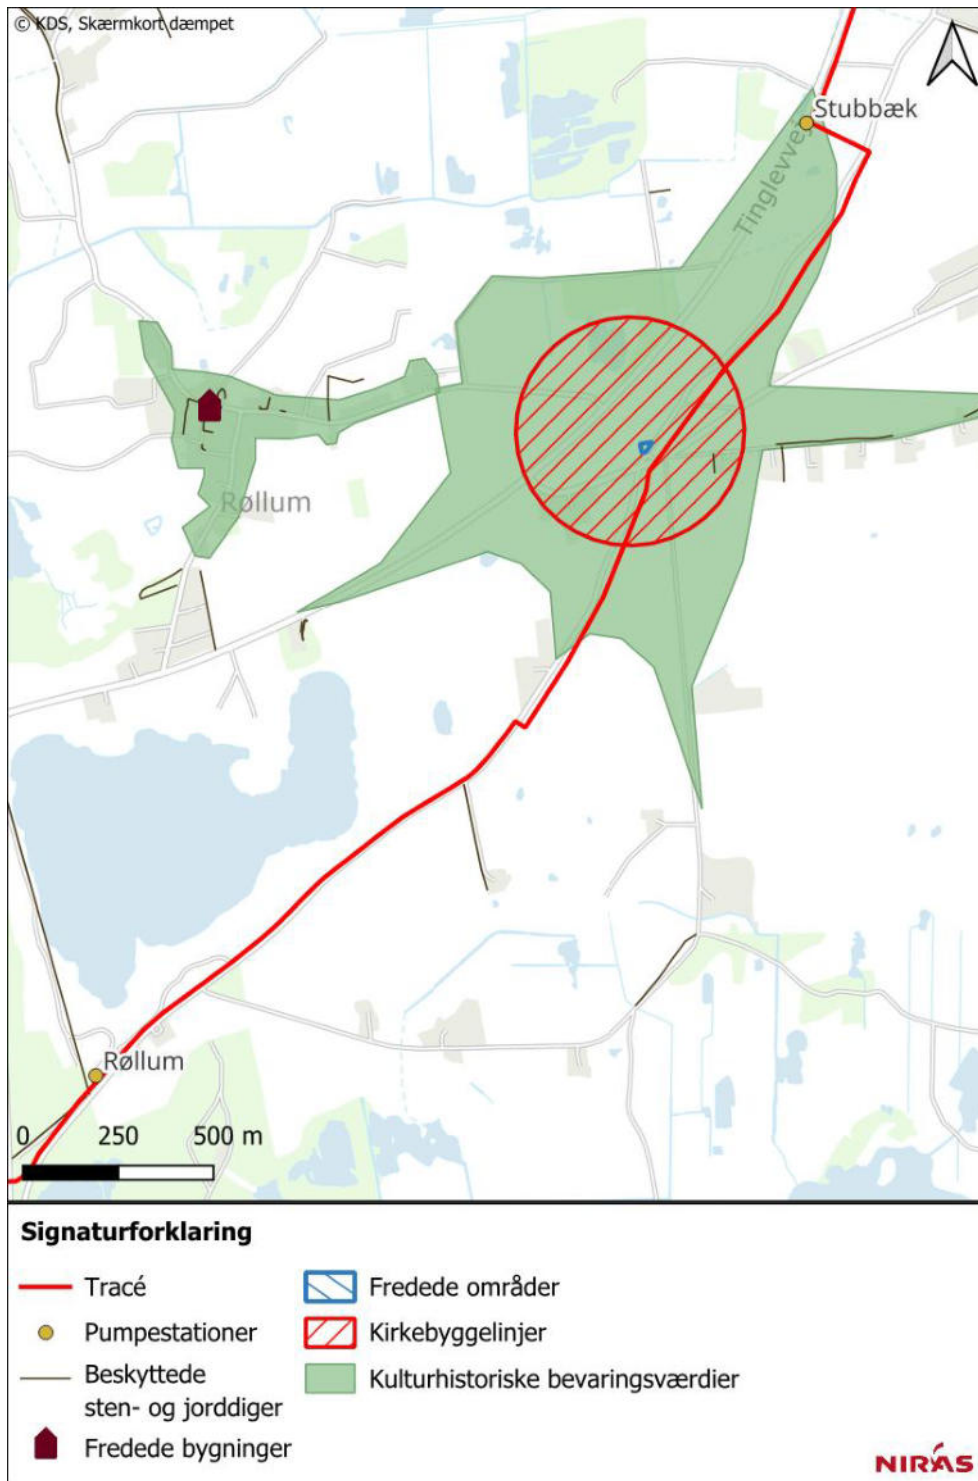 © KDS, Skærmkort dæmpet
Stubbæk
Tinglevvej
Røllum
Røllum
0 250 500 m
Signaturforklaring
Tracé
Pumpestationer
Beskyttede
sten- og jorddiger
Fredede bygninger
Fredede områder
Kirkebyggelinjer
Kulturhistoriske bevaringsværdier
NIRAS